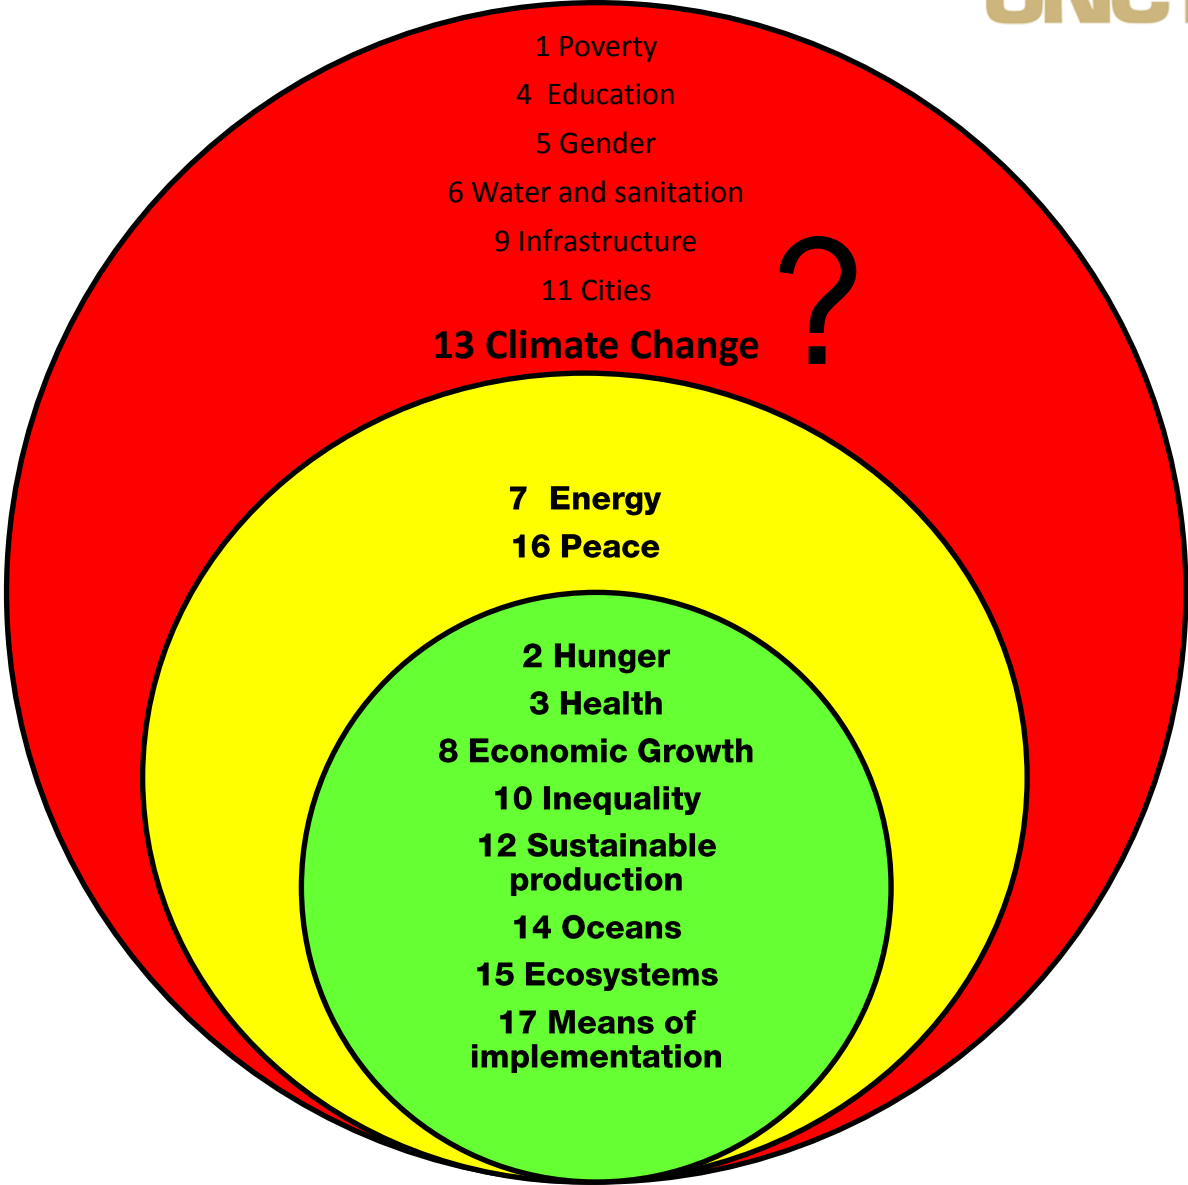 1 Poverty
4 Education
5 Gender
6 Water and sanitation
9 Infrastructure
11 Cities
?
13 Climate Change
7 Energy
16 Peace
2 Hunger
3 Health
8 Economic Growth
10 Inequality
12 Sustainable
production
14 Oceans
15 Ecosystems
17 Means of
implementation